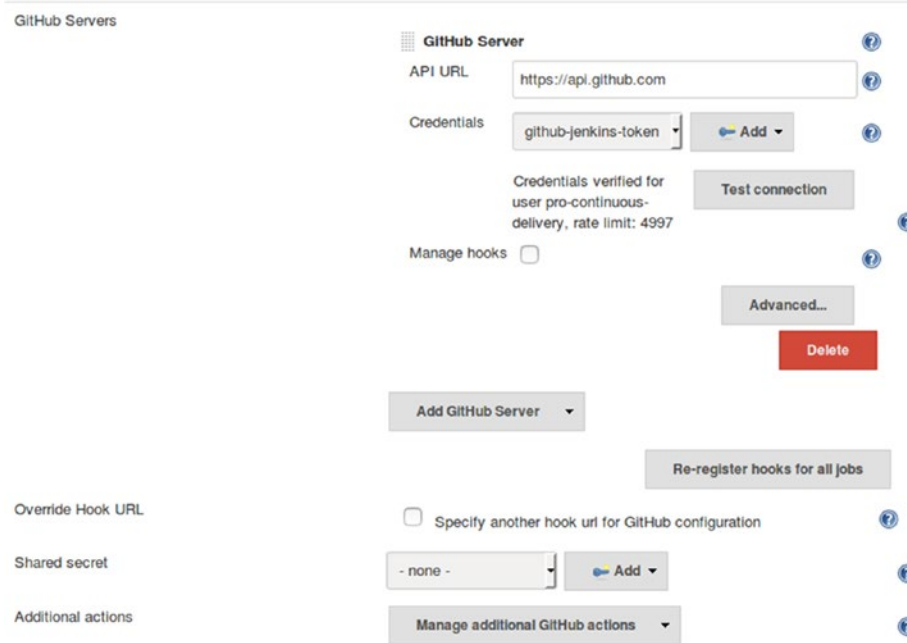 GitHub Servers
GitHub Server
API URL
https://api.github.com
Credentials
github-jenkins-token
Add
Credentials verified for
user pro-continuous-
delivery, rate limit: 4997
Test connection
Manage hooks
Advanced...
Delete
Add GitHub Server
Re-register hooks for all jobs
Override Hook URL
Specify another hook url for GitHub configuration
Shared secret
- none -
Add
Additional actions
Manage additional GitHub actions